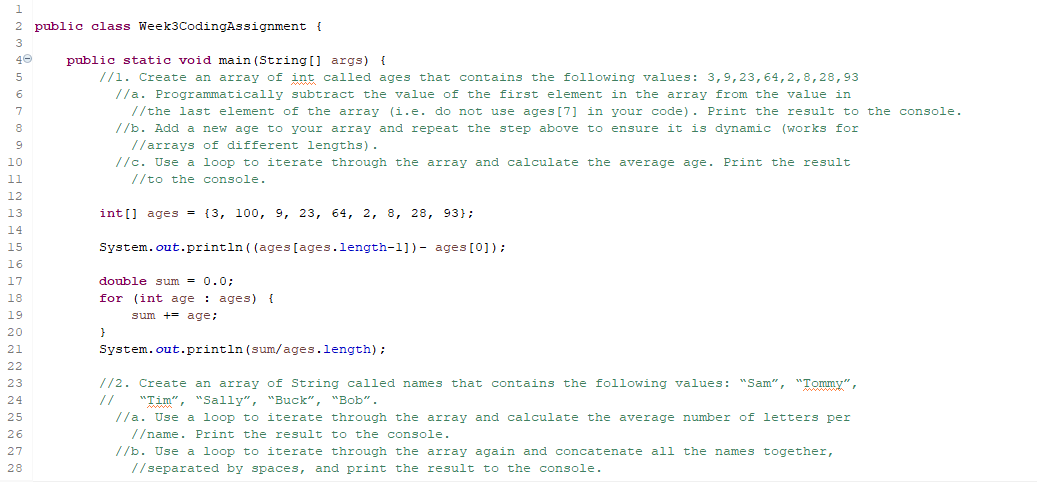 1
2 public class Week3CodingAssignment {
3
4 public static void main(String[] args) {
5 //1. Create an array of int called ages that contains the following values: 3,9,23,64,2,8,28,93
6 //a. Programmatically subtract the value of the first element in the array from the value in
7 //the last element of the array (i.e. do not use ages[7] in your code). Print the result to the console.
8 //b. Add a new age to your array and repeat the step above to ensure it is dynamic (works for
9 //arrays of different lengths).
10 //c. Use a loop to iterate through the array and calculate the average age. Print the result
11 //to the console.
12
13 int[] ages = {3, 100, 9, 23, 64, 2, 8, 28, 93};
14
15 System.out.println((ages[ages.length-1])- ages[0]);
16
17 double sum = 0.0;
18 for (int age : ages) {
19 sum += age;
20 }
21 System.out.println(sum/ages.length);
22
23 //2. Create an array of String called names that contains the following values: “Sam”, “Tommy”,
24 // “Tim”, “Sally”, “Buck”, “Bob”.
25 //a. Use a loop to iterate through the array and calculate the average number of letters per
26 //name. Print the result to the console.
27 //b. Use a loop to iterate through the array again and concatenate all the names together,
28 //separated by spaces, and print the result to the console.